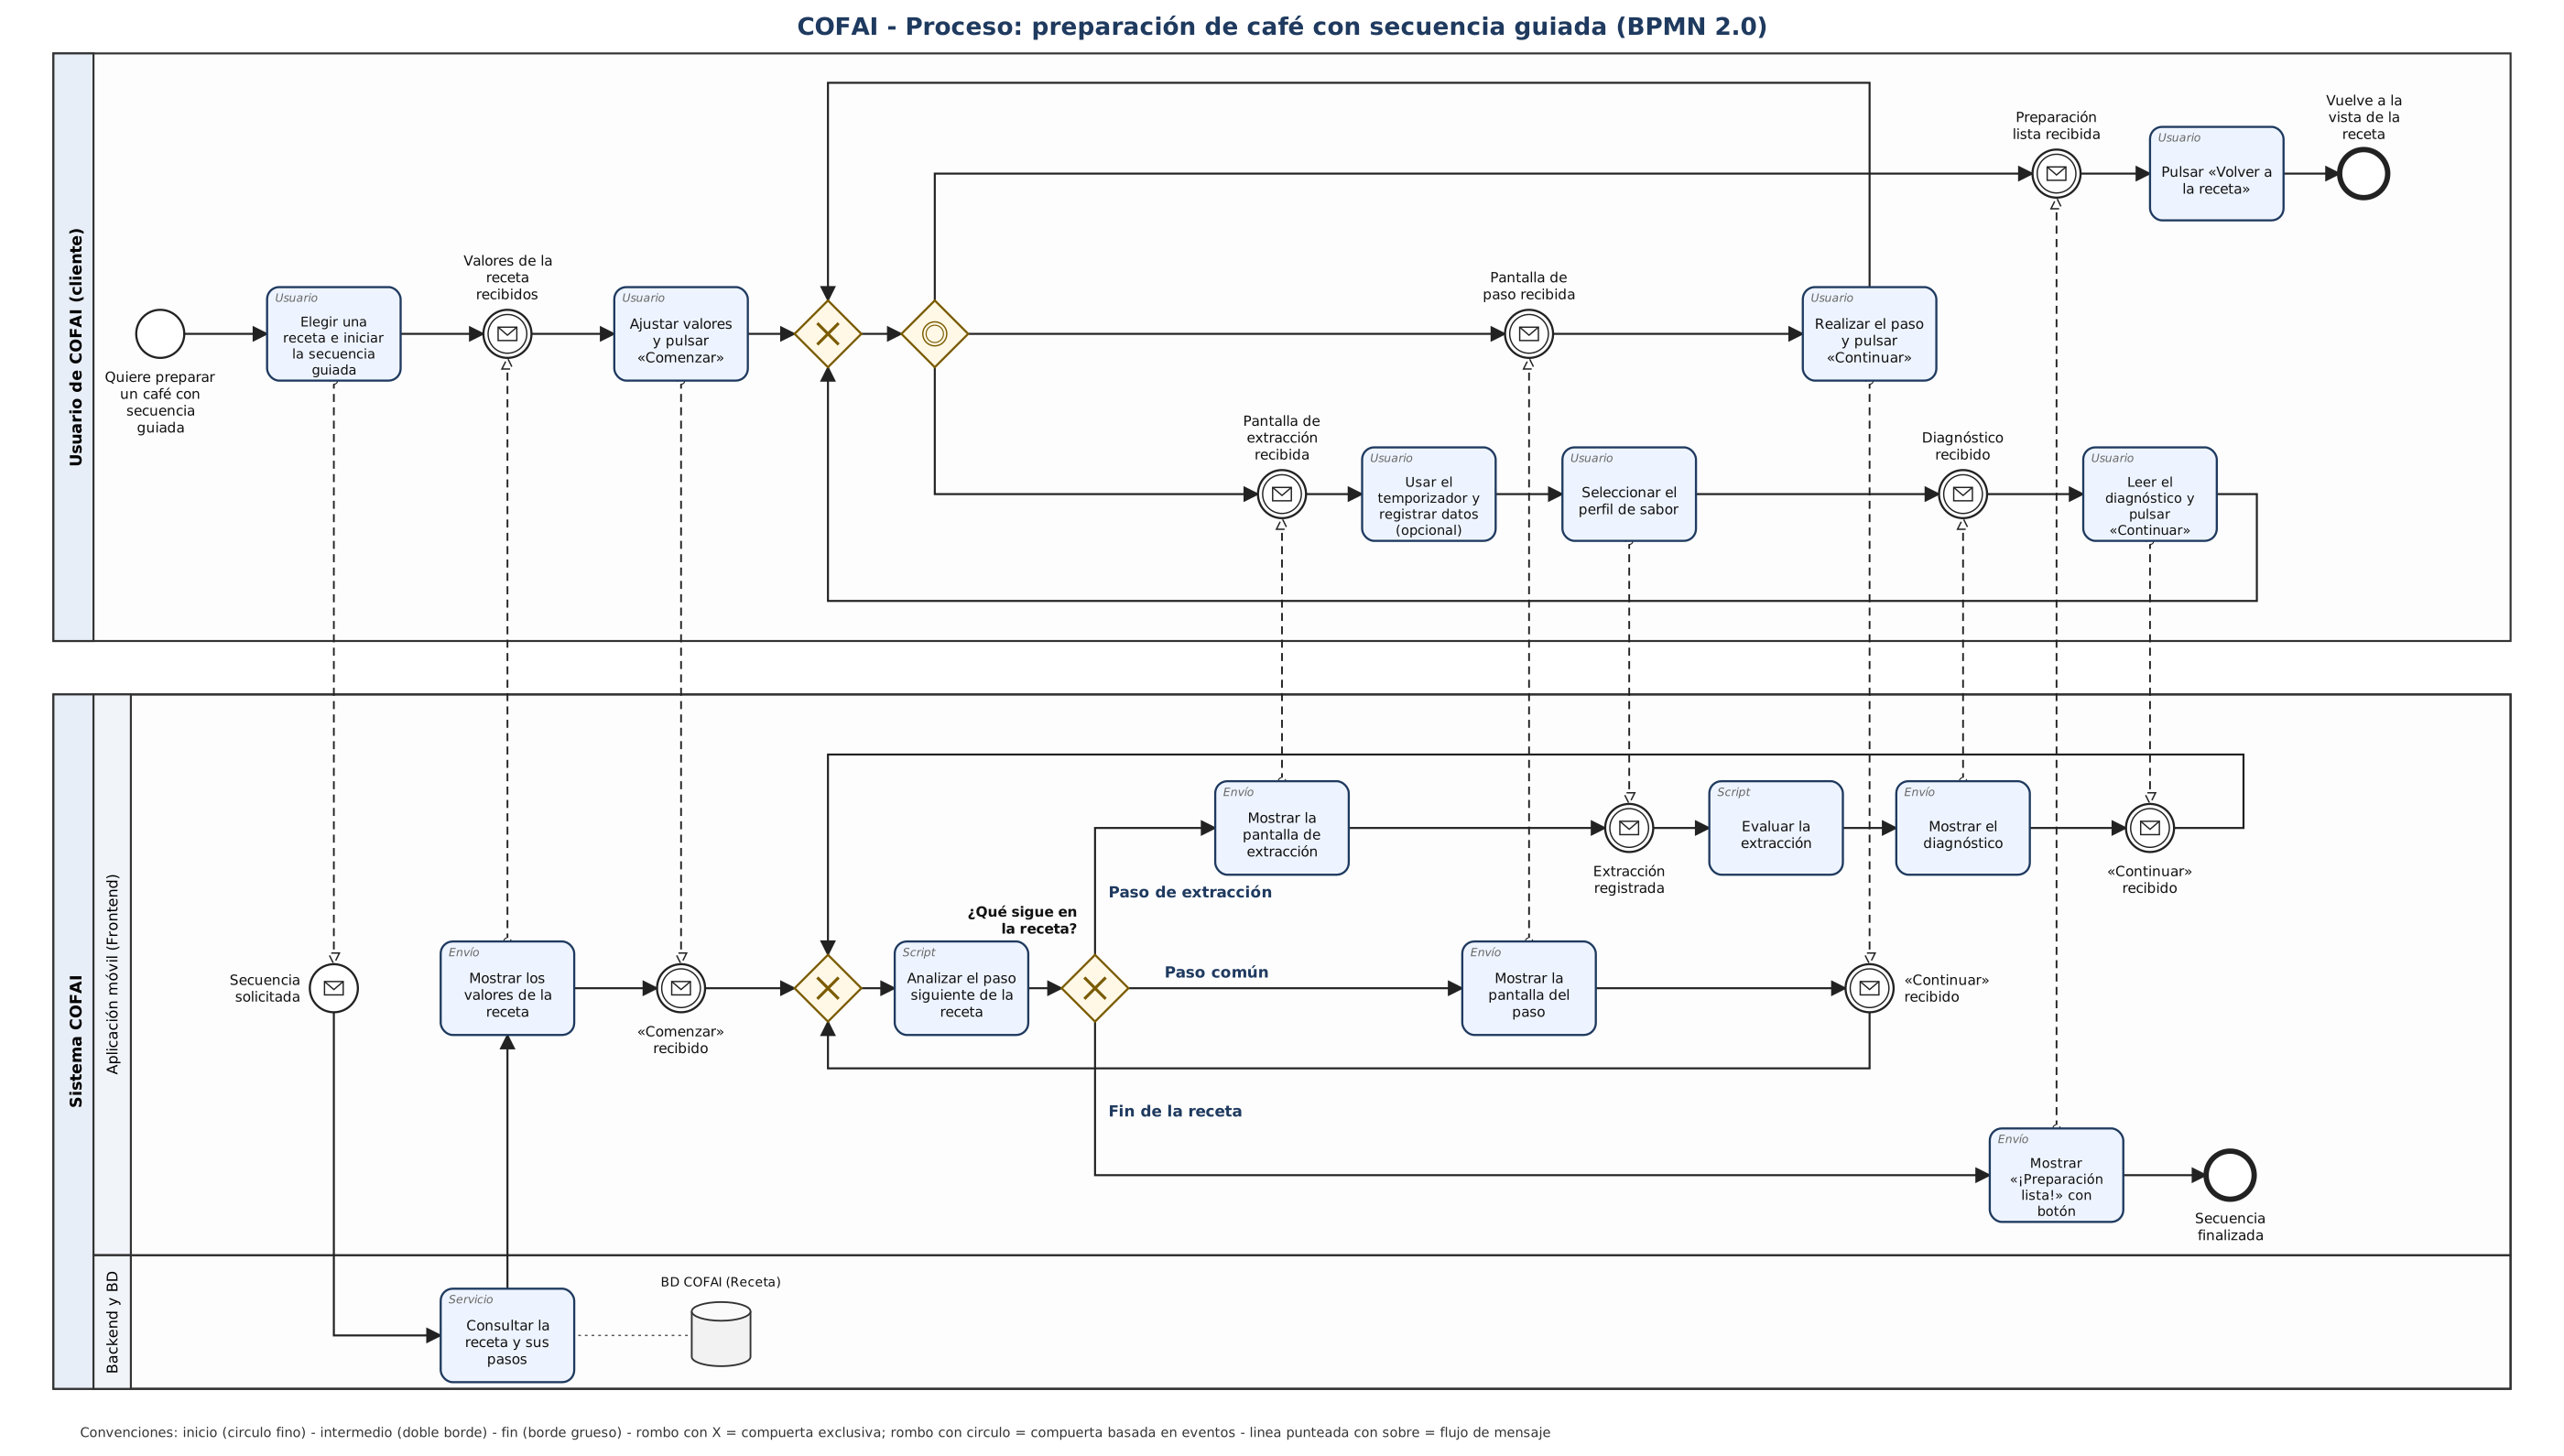 COFAI - Proceso: preparación de café con secuencia guiada (BPMN 2.0)
Usuario de COFAI (cliente)
Quiere preparar
un café con
secuencia
guiada
Usuario
Elegir una
receta e iniciar
la secuencia
guiada
Valores de la
receta
recibidos
Usuario
Ajustar valores
y pulsar
«Comenzar»
Pantalla de
paso recibida
Usuario
Realizar el paso
y pulsar
«Continuar»
Preparación
lista recibida
Usuario
Pulsar «Volver a
la receta»
Vuelve a la
vista de la
receta
Pantalla de
extracción
recibida
Usuario
Usar el
temporizador y
registrar datos
(opcional)
Usuario
Seleccionar el
perfil de sabor
Diagnóstico
recibido
Usuario
Leer el
diagnóstico y
pulsar
«Continuar»
Sistema COFAI
Aplicación móvil (Frontend)
Envío
Mostrar la
pantalla de
extracción
Extracción
registrada
Script
Evaluar la
extracción
Envío
Mostrar el
diagnóstico
«Continuar»
recibido
Paso de extracción
¿Qué sigue en
la receta?
Secuencia
solicitada
Envío
Mostrar los
valores de la
receta
«Comenzar»
recibido
Script
Analizar el paso
siguiente de la
receta
Paso común
Envío
Mostrar la
pantalla del
paso
«Continuar»
recibido
Fin de la receta
Envío
Mostrar
«¡Preparación
lista!» con
botón
Secuencia
finalizada
Backend y BD
Servicio
Consultar la
receta y sus
pasos
BD COFAI (Receta)
Convenciones: inicio (circulo fino) - intermedio (doble borde) - fin (borde grueso) - rombo con X = compuerta exclusiva; rombo con circulo = compuerta basada en eventos - linea punteada con sobre = flujo de mensaje